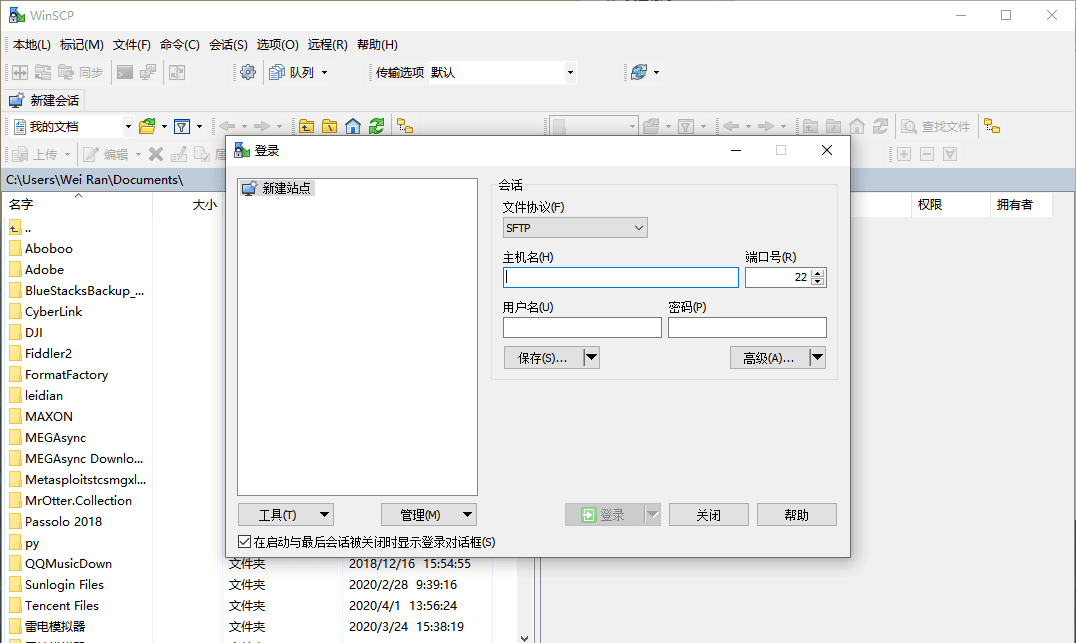 WinSCP
本地(L) 标记(M) 文件(F) 命令(C) 会话(S) 选项(O) 远程(R) 帮助(H)
同步 队列 传输选项 默认
新建会话
我的文档 查找文件
上传 编辑
C:\Users\Wei Ran\Documents\
名字 大小 权限 拥有者
..
Aboboo
Adobe
BlueStacksBackup_...
CyberLink
DJI
Fiddler2
FormatFactory
leidian
MAXON
MEGAsync
MEGAsync Downlo...
Metasploitstcsmgxl...
MrOtter.Collection
Passolo 2018
py
QQMusicDown 文件夹 2018/12/16 15:54:55
Sunlogin Files 文件夹 2020/2/28 9:39:16
Tencent Files 文件夹 2020/4/1 13:56:24
雷电模拟器 文件夹 2020/3/24 15:38:19
登录
新建站点
会话
文件协议(F)
SFTP
主机名(H) 端口号(R)
22
用户名(U) 密码(P)
保存(S)... 高级(A)...
工具(T) 管理(M) 登录 关闭 帮助
在启动与最后会话被关闭时显示登录对话框(S)